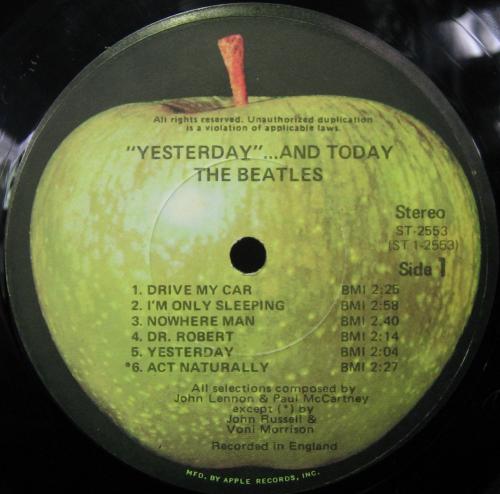 All rights reserved. Unauthorized duplication
is a violation of applicable laws.
"YESTERDAY"...AND TODAY
THE BEATLES
Stereo
ST-2553
(ST 1-2553)
Side 1
1. DRIVE MY CAR BMI 2:25
2. I'M ONLY SLEEPING BMI 2:58
3. NOWHERE MAN BMI 2.40
4. DR. ROBERT BMI 2:14
5. YESTERDAY BMI 2:04
*6. ACT NATURALLY BMI 2:27
All selections composed by
John Lennon & Paul McCartney
except (*) by
John Russell &
Voni Morrison
Recorded in England
MFD. BY APPLE RECORDS, INC.